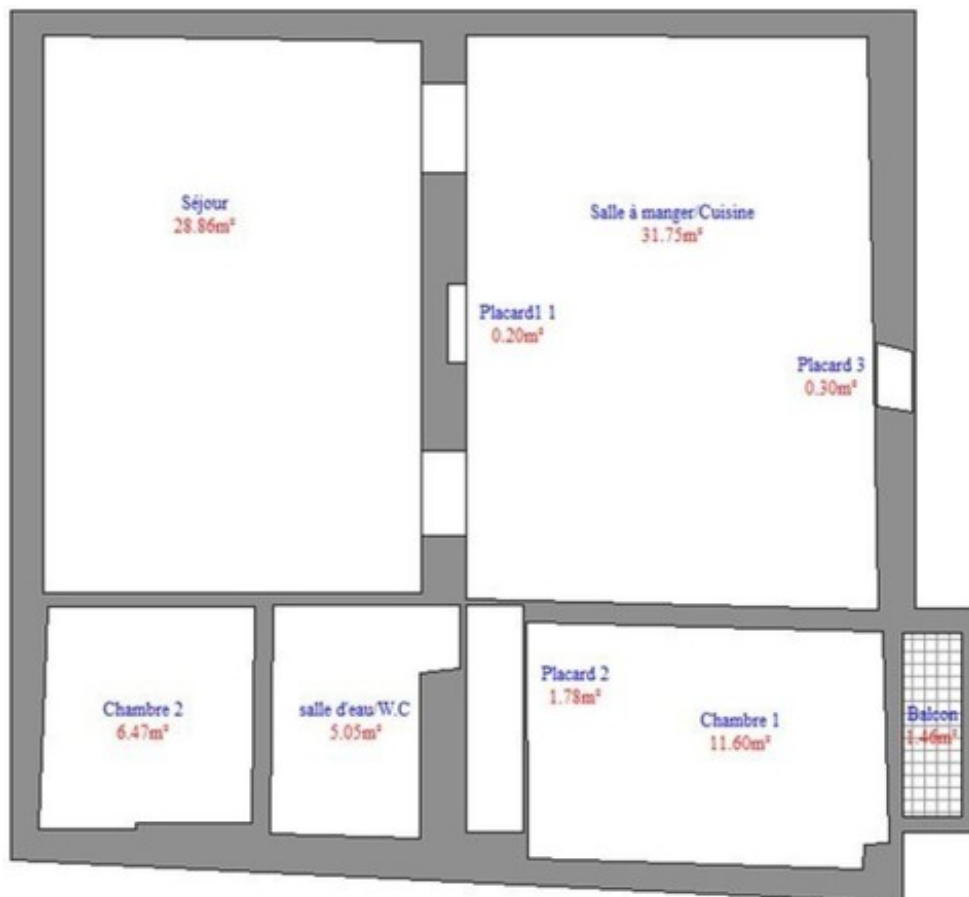 Séjour
28.86m²
Salle à manger/Cuisine
31.75m²
Placard1 1
0.20m²
Placard 3
0.30m²
Chambre 2
6.47m²
salle d'eau/W.C
5.05m²
Placard 2
1.78m²
Chambre 1
11.60m²
Balcon
1.46m²